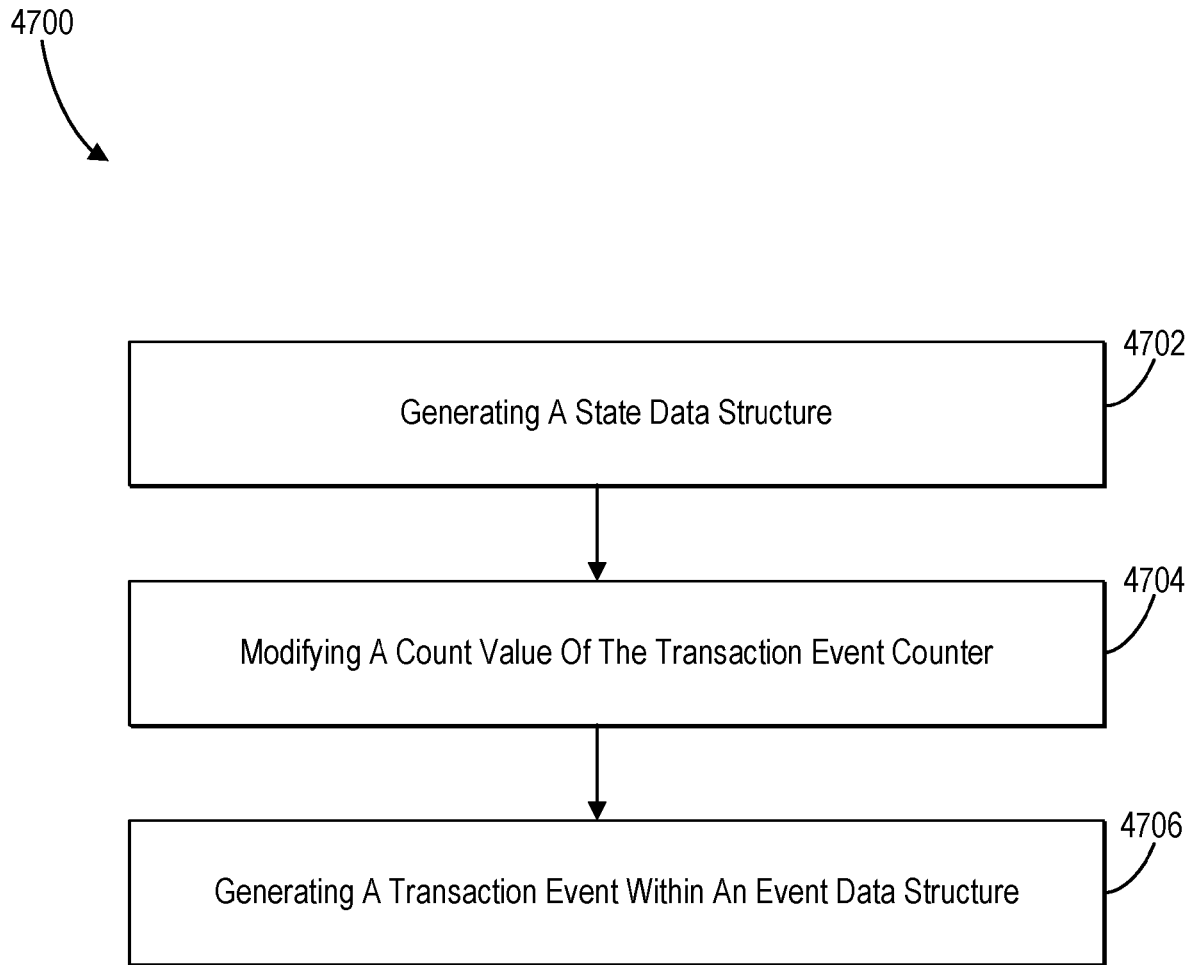 4700
4702
Generating A State Data Structure
4704
Modifying A Count Value Of The Transaction Event Counter
4706
Generating A Transaction Event Within An Event Data Structure